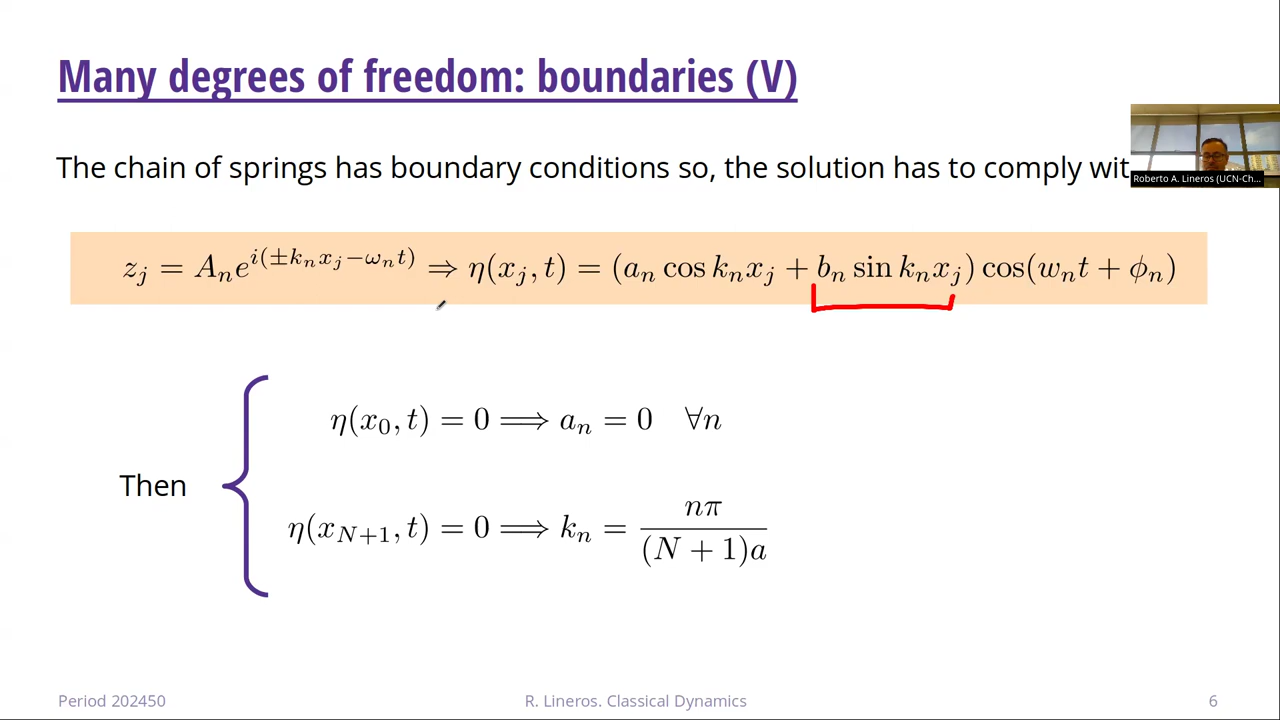 Many degrees of freedom: boundaries (V)
The chain of springs has boundary conditions so, the solution has to comply wit
Roberto A. Lineros (UCN-Ch...
z_j = A_n e^{i(±k_n x_j−ω_n t)} ⇒ η(x_j, t) = (a_n cos k_n x_j + b_n sin k_n x_j) cos(w_n t + ϕ_n)
η(x_0, t) = 0 ⟹ a_n = 0 ∀n
Then
η(x_{N+1}, t) = 0 ⟹ k_n = \frac{nπ}{(N + 1)a}
Period 202450
R. Lineros. Classical Dynamics
6